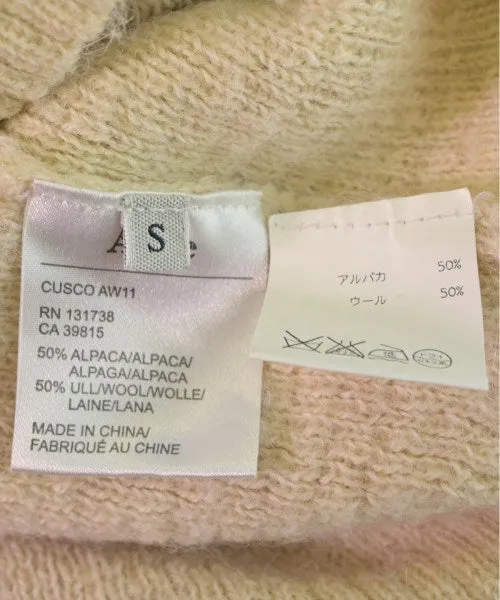 S
CUSCO AW11
RN 131738
CA 39815
50% ALPACA/ALPACA/
ALPAGA/ALPACA
50% ULL/WOOL/WOLLE/
LAINE/LANA
MADE IN CHINA/
FABRIQUÉ AU CHINE
アルパカ 50%
ウール 50%